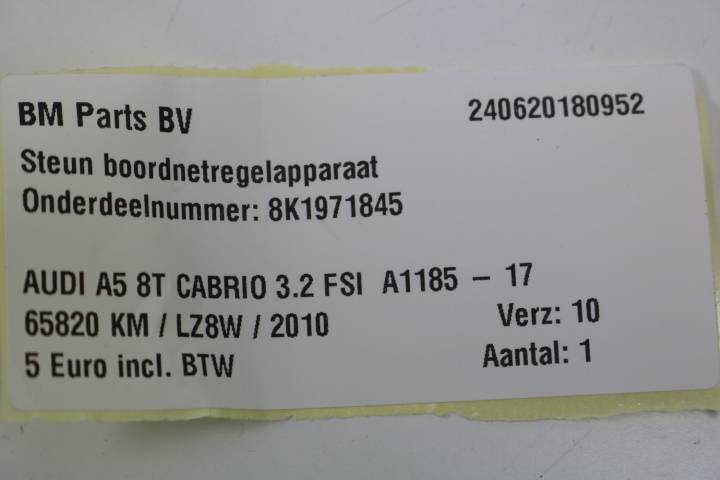 BM Parts BV 240620180952
Steun boordnetregelapparaat
Onderdeelnummer: 8K1971845
AUDI A5 8T CABRIO 3.2 FSI A1185 - 17
65820 KM / LZ8W / 2010 Verz: 10
5 Euro incl. BTW Aantal: 1